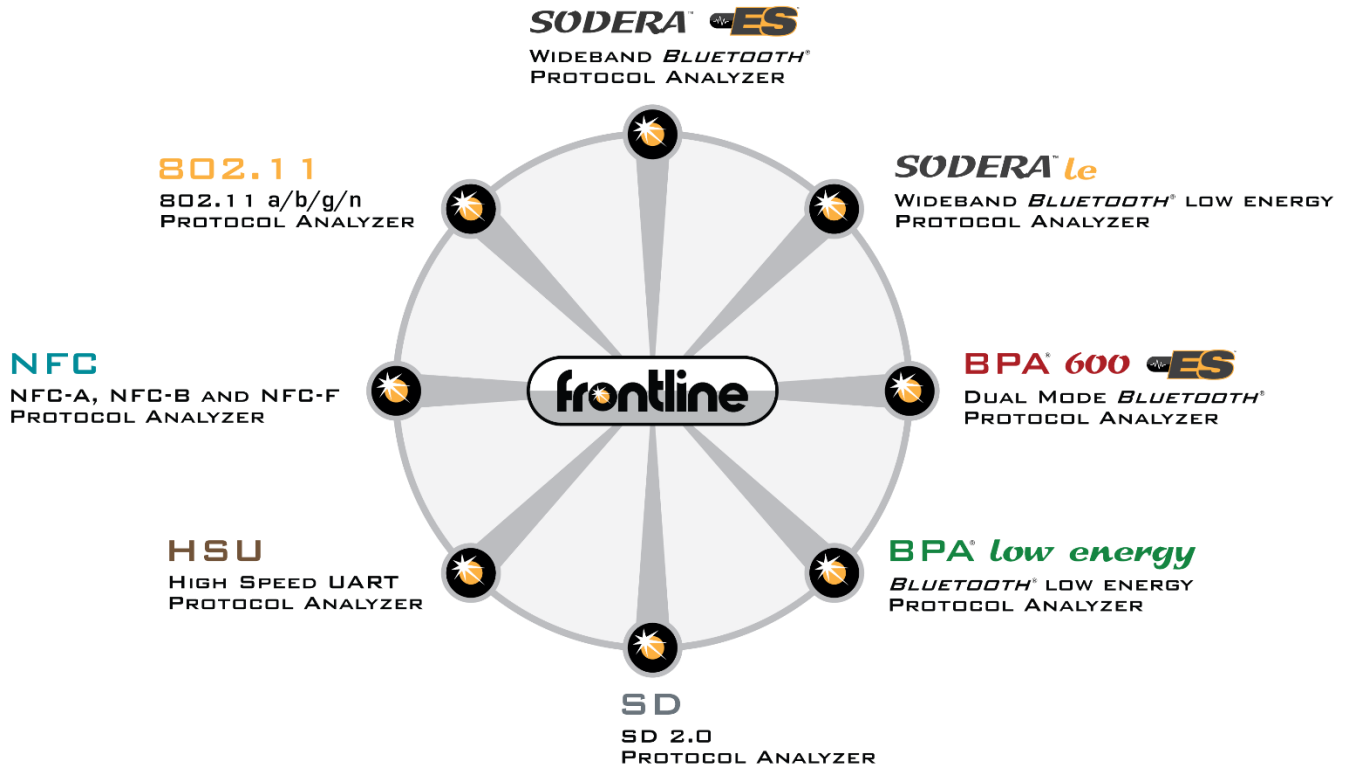 SODERA™ ES
WIDEBAND BLUETOOTH®
PROTOCOL ANALYZER
802.11
802.11 a/b/g/n
PROTOCOL ANALYZER
SODERA™ le
WIDEBAND BLUETOOTH® LOW ENERGY
PROTOCOL ANALYZER
NFC
NFC-A, NFC-B AND NFC-F
PROTOCOL ANALYZER
frontline
BPA® 600 ES
DUAL MODE BLUETOOTH®
PROTOCOL ANALYZER
HSU
HIGH SPEED UART
PROTOCOL ANALYZER
BPA® low energy
BLUETOOTH® LOW ENERGY
PROTOCOL ANALYZER
SD
SD 2.0
PROTOCOL ANALYZER